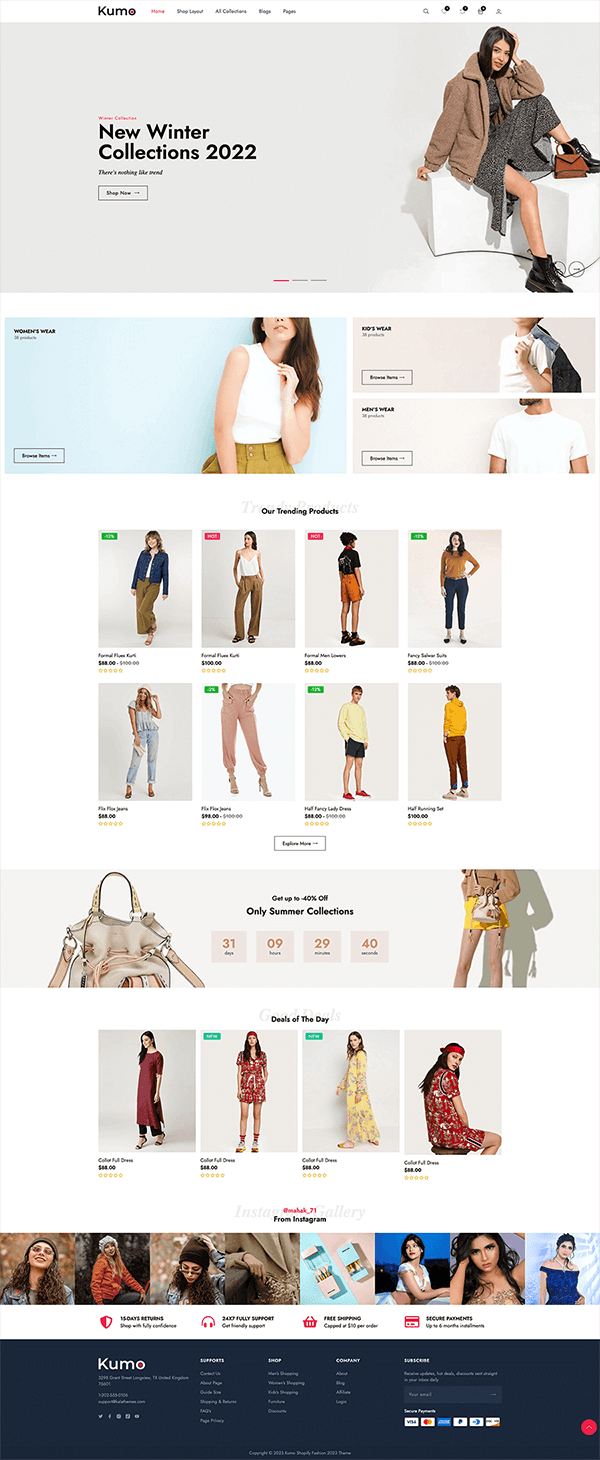 Kumo
Home Shop Layout All Collections Blogs Pages
Winter Collection
New Winter
Collections 2022
There's nothing like trend
Shop Now →
WOMEN'S WEAR
38 products
Browse Items →
KID'S WEAR
38 products
Browse Items →
MEN'S WEAR
38 products
Browse Items →
Trendy Products
Our Trending Products
-12% HOT HOT -12%
Formal Fluex Kurti Formal Fluex Kurti Formal Men Lowers Fancy Salwar Suits
$88.00 - $100.00 $100.00 $88.00 $88.00 - $100.00
-2% -12%
Flix Flox Jeans Flix Flox Jeans Half Fancy Lady Dress Half Running Set
$88.00 $98.00 - $100.00 $88.00 - $100.00 $100.00
Explore More →
Get up to -40% Off
Only Summer Collections
31 09 29 40
days hours minutes seconds
Good Deals
Deals of The Day
NEW NEW
Collot Full Dress Collot Full Dress Collot Full Dress Collot Full Dress
$88.00 $88.00 $88.00 $88.00
Instagram Gallery
@mahak_71
From Instagram
15-DAYS RETURNS
Shop with fully confidence
24X7 FULLY SUPPORT
Get friendly support
FREE SHIPPING
Capped at $10 per order
SECURE PAYMENTS
Up to 6 months installments
Kumo
3298 Grant Street Longview, TX United Kingdom
75601
1-202-555-0106
SUPPORTS
Contact Us
About Page
Guide Size
Shipping & Returns
FAQ's
Page Privacy
SHOP
Men's Shopping
Women's Shopping
Kid's Shopping
Furniture
Discounts
COMPANY
About
Blog
Affiliate
Login
SUBSCRIBE
Receive updates, hot deals, discounts sent straight
in your inbox daily
Your email →
Secure Payments
VISA
Copyright © 2023 Kumo Shopify Fashion 2023 Theme